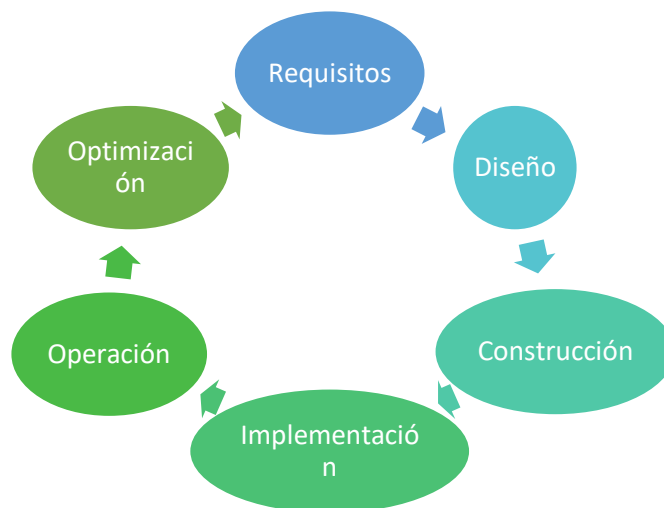 Requisitos
Diseño
Construcción
Implementació
n
Operación
Optimizaci
ón